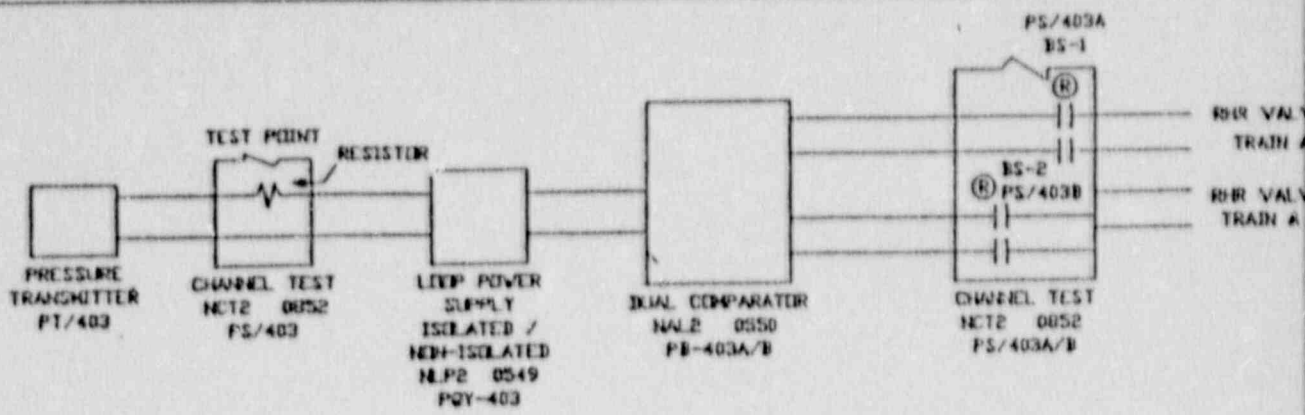 PS/403A
BS-1
R
RHR VALV
TRAIN A
TEST POINT
RESISTOR
BS-2
R PS/403B
RHR VALV
TRAIN A
PRESSURE
TRANSMITTER
PT/403
CHANNEL TEST
NCT2 0852
PS/403
LOOP POWER
SUPPLY
ISOLATED /
NON-ISOLATED
NLP2 0549
PQY-403
DUAL COMPARATOR
NAL2 0550
PB-403A/B
CHANNEL TEST
NCT2 0852
PS/403A/B